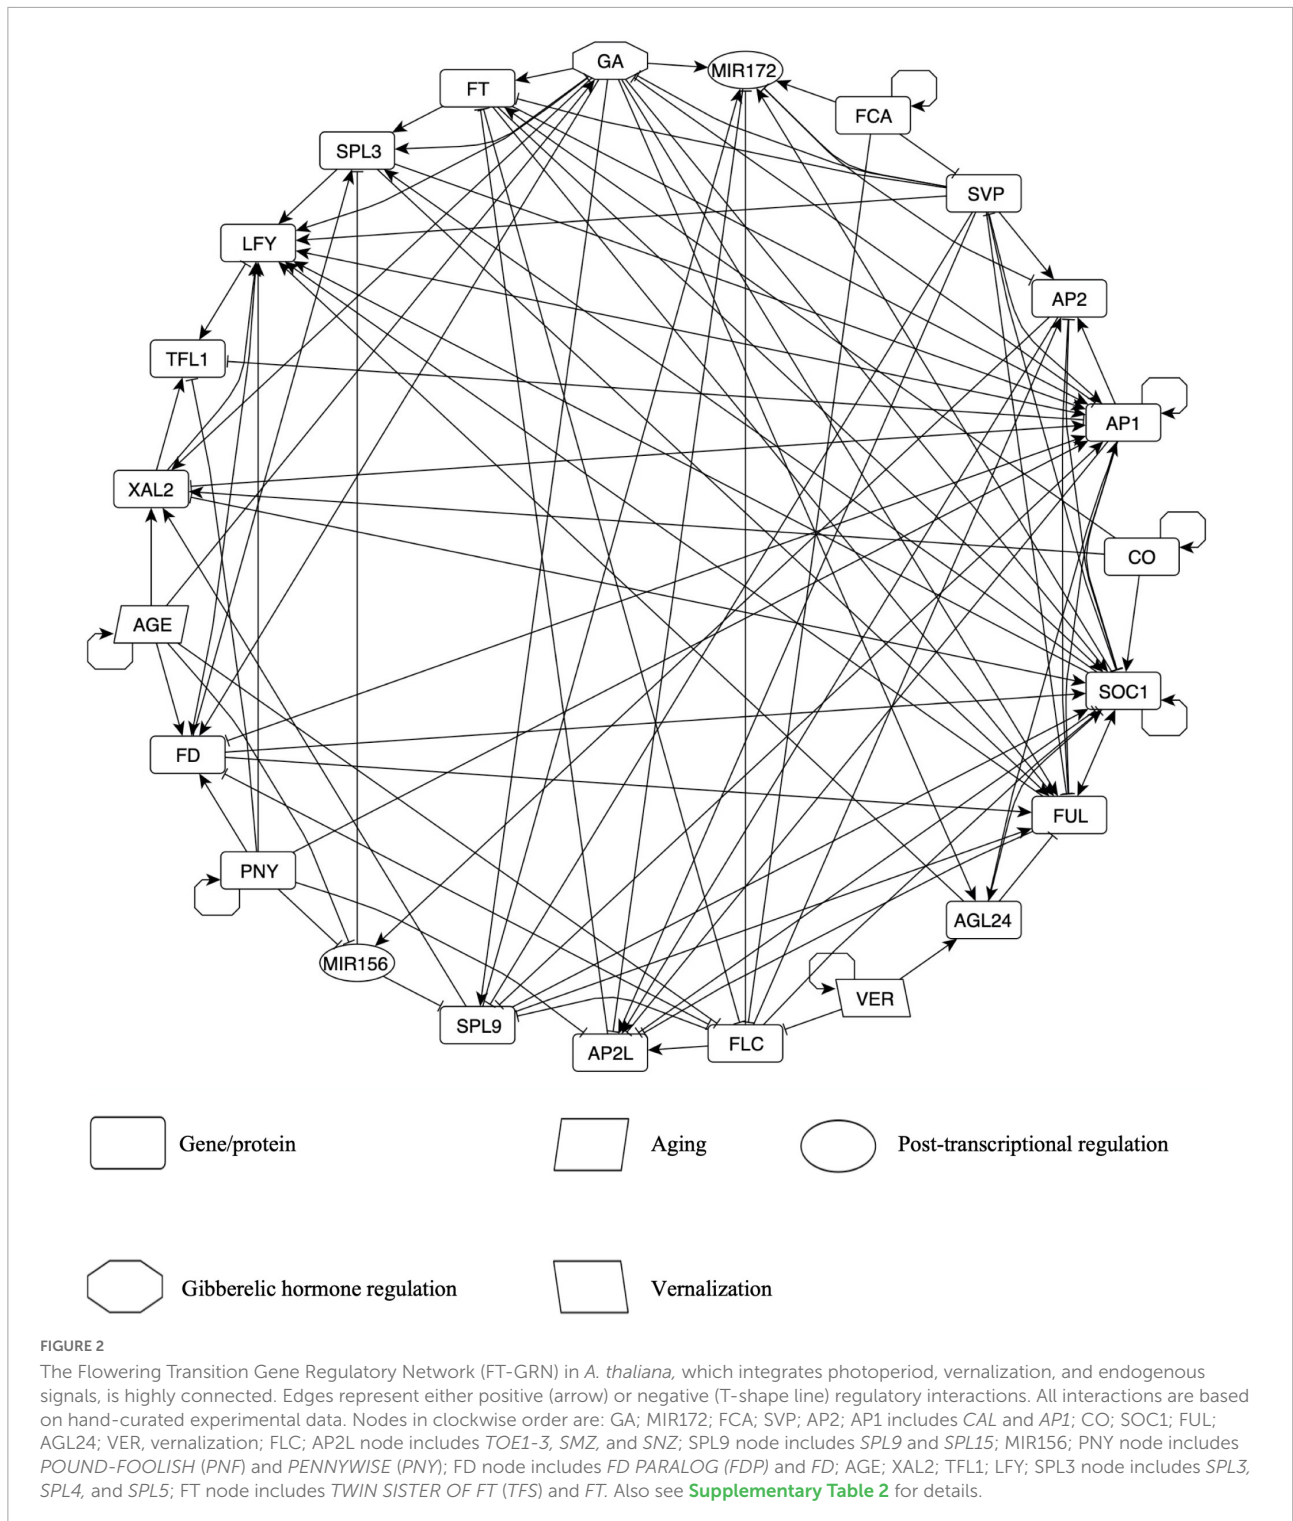 GA
MIR172
FT
FCA
SPL3
SVP
LFY
AP2
TFL1
AP1
XAL2
CO
AGE
SOC1
FD
FUL
PNY
AGL24
MIR156
VER
SPL9
AP2L
FLC
Gene/protein
Aging
Post-transcriptional regulation
Gibberelic hormone regulation
Vernalization
FIGURE 2
The Flowering Transition Gene Regulatory Network (FT-GRN) in A. thaliana, which integrates photoperiod, vernalization, and endogenous
signals, is highly connected. Edges represent either positive (arrow) or negative (T-shape line) regulatory interactions. All interactions are based
on hand-curated experimental data. Nodes in clockwise order are: GA; MIR172; FCA; SVP; AP2; AP1 includes CAL and AP1; CO; SOC1; FUL;
AGL24; VER, vernalization; FLC; AP2L node includes TOE1-3, SMZ, and SNZ; SPL9 node includes SPL9 and SPL15; MIR156; PNY node includes
POUND-FOOLISH (PNF) and PENNYWISE (PNY); FD node includes FD PARALOG (FDP) and FD; AGE; XAL2; TFL1; LFY; SPL3 node includes SPL3,
SPL4, and SPL5; FT node includes TWIN SISTER OF FT (TFS) and FT. Also see Supplementary Table 2 for details.